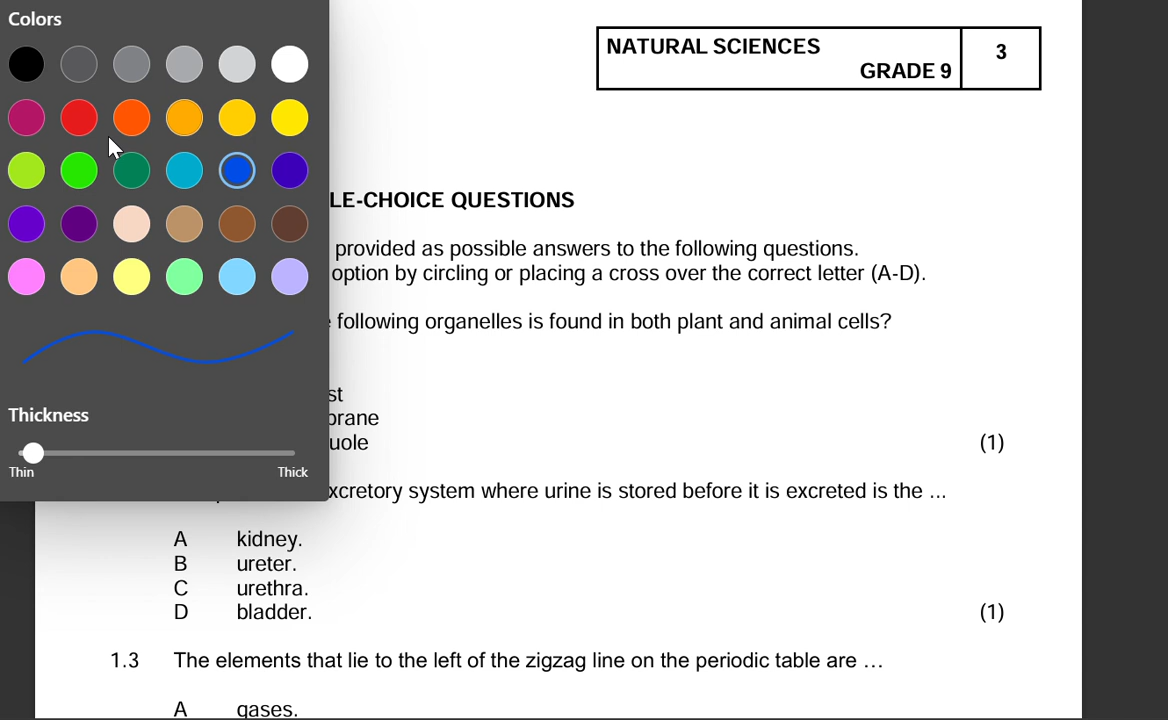 Colors
NATURAL SCIENCES
GRADE 9
3
LE-CHOICE QUESTIONS
provided as possible answers to the following questions.
option by circling or placing a cross over the correct letter (A-D).
following organelles is found in both plant and animal cells?
st
brane
uole (1)
Thickness
Thin Thick
xcretory system where urine is stored before it is excreted is the ...
A kidney.
B ureter.
C urethra.
D bladder. (1)
1.3 The elements that lie to the left of the zigzag line on the periodic table are …
A gases.